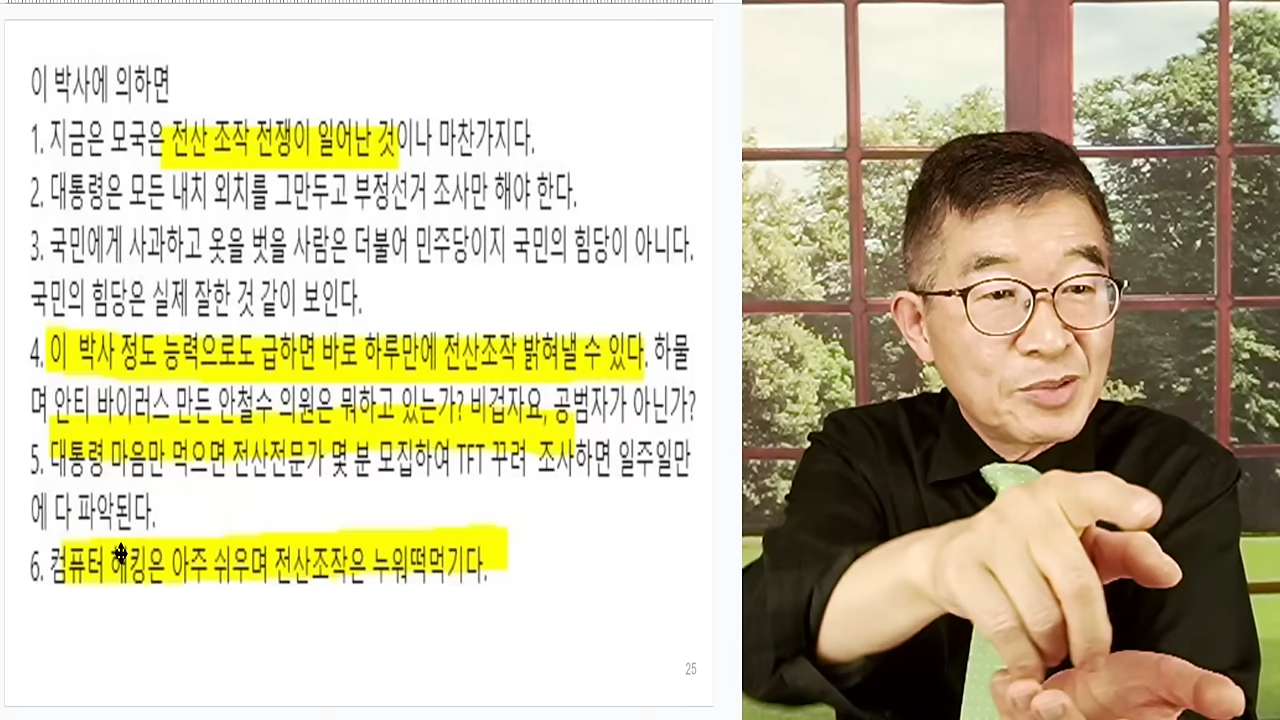 이 박사에 의하면
1. 지금은 모국은 전산 조작 전쟁이 일어난 것이나 마찬가지다.
2. 대통령은 모든 내치 외치를 그만두고 부정선거 조사만 해야 한다.
3. 국민에게 사과하고 옷을 벗을 사람은 더불어 민주당이지 국민의 힘당이 아니다.
국민의 힘당은 실제 잘한 것 같이 보인다.
4. 이 박사 정도 능력으로도 급하면 바로 하루만에 전산조작 밝혀낼 수 있다. 하물
며 안티 바이러스 만든 안철수 의원은 뭐하고 있는가? 비겁자요, 공범자가 아닌가?
5. 대통령 마음만 먹으면 전산전문가 몇 분 모집하여 TFT 꾸려 조사하면 일주일만
에 다 파악된다.
6. 컴퓨터 해킹은 아주 쉬우며 전산조작은 누워떡먹기다.
25